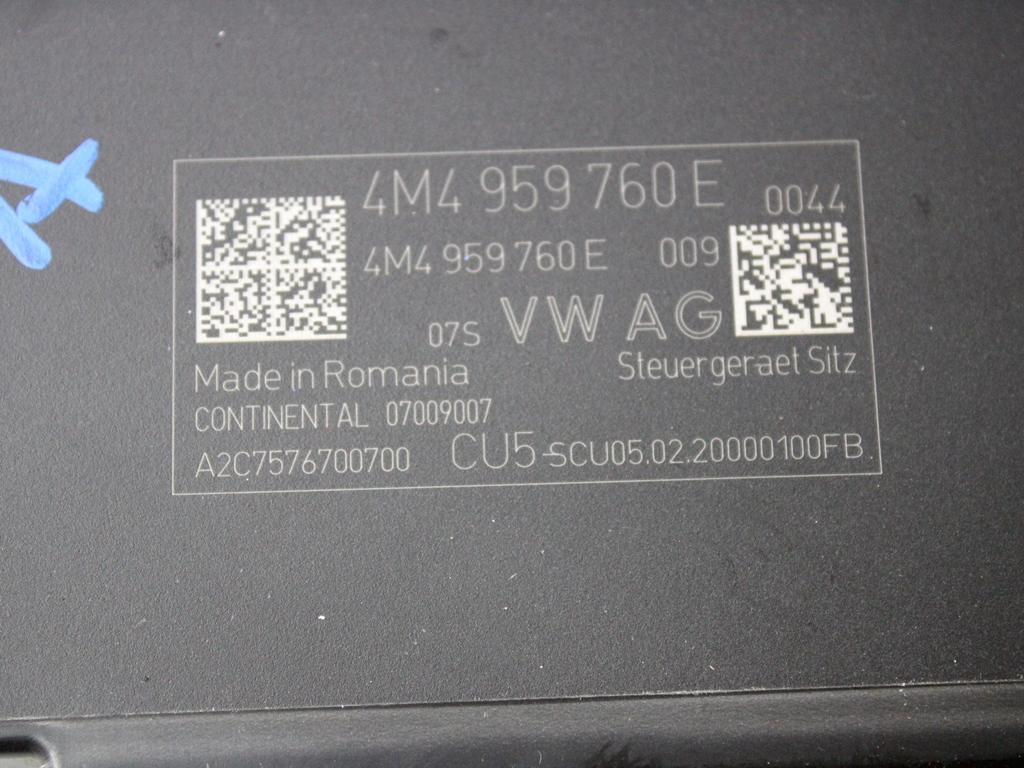 4M4 959 760 E 0044
4M4 959 760 E 009
07S VW AG
Made in Romania Steuergeraet Sitz
CONTINENTAL 07009007
A2C7576700700 CU5-SCU05.02.20000100FB